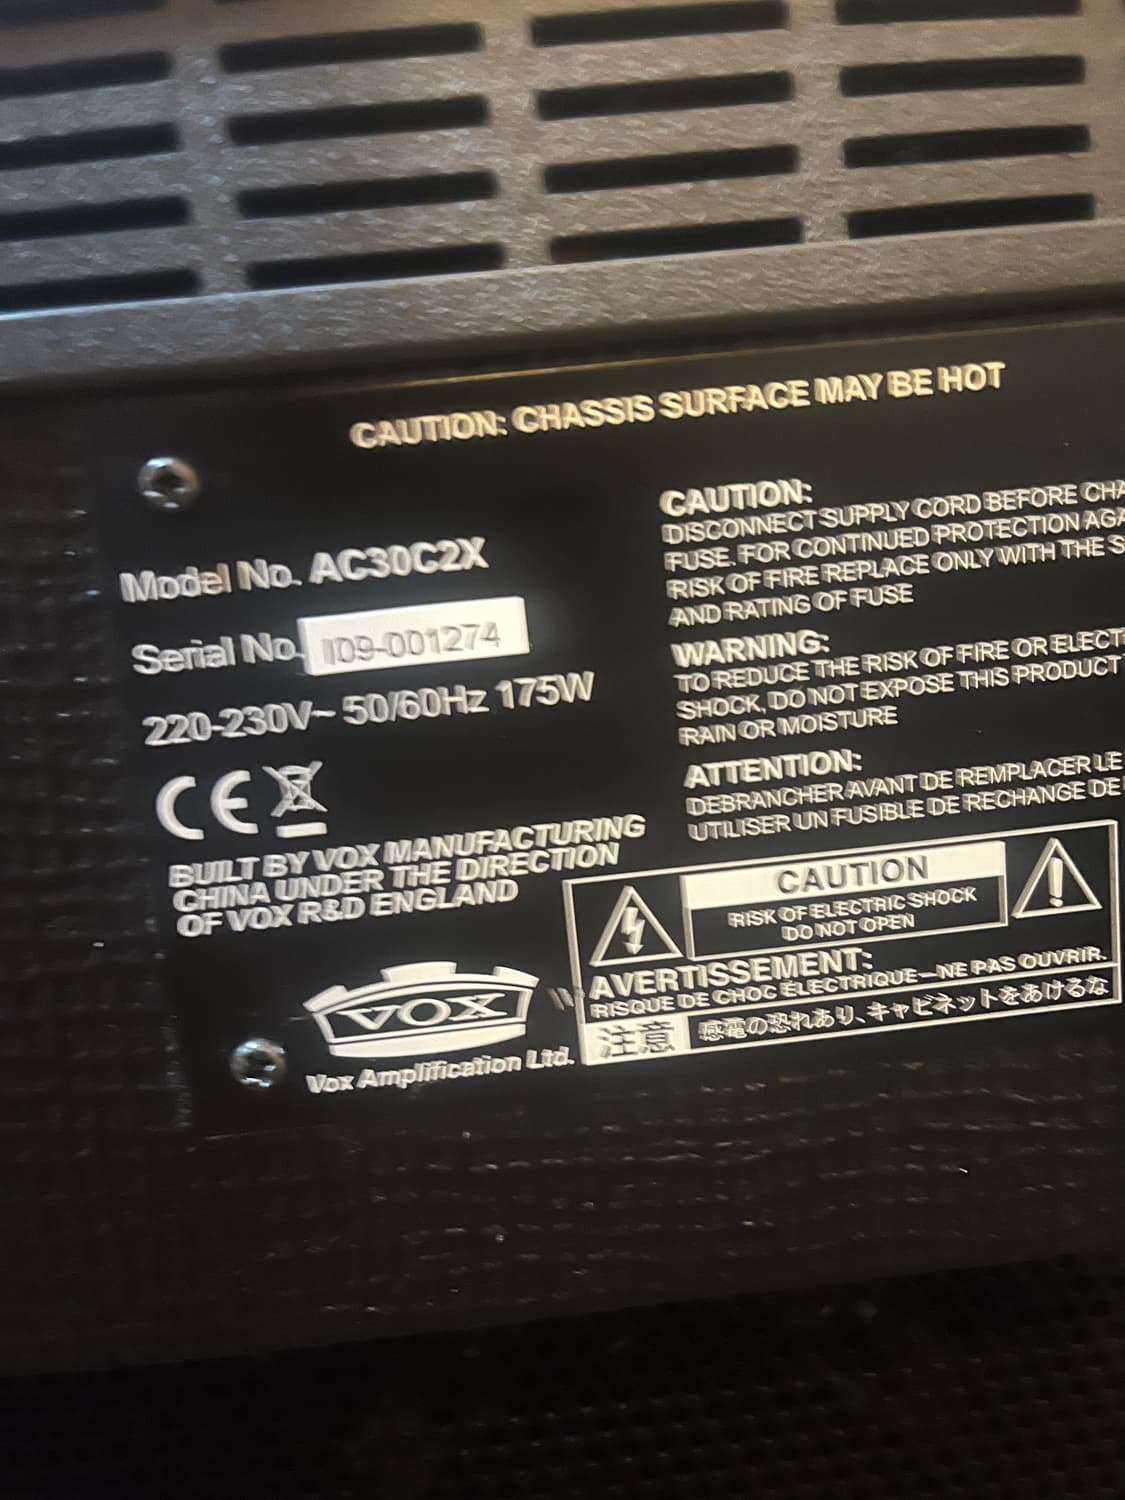 CAUTION: CHASSIS SURFACE MAY BE HOT
Model No. AC30C2X
Serial No. I09-001274
220-230V~ 50/60Hz 175W
CE
BUILT BY VOX MANUFACTURING
CHINA UNDER THE DIRECTION
OF VOX R&D ENGLAND
VOX
Vox Amplification Ltd.
CAUTION:
DISCONNECT SUPPLY CORD BEFORE CHA
FUSE. FOR CONTINUED PROTECTION AGA
RISK OF FIRE REPLACE ONLY WITH THE S
AND RATING OF FUSE
WARNING:
TO REDUCE THE RISK OF FIRE OR ELECT
SHOCK, DO NOT EXPOSE THIS PRODUCT
RAIN OR MOISTURE
ATTENTION:
DEBRANCHER AVANT DE REMPLACER LE
UTILISER UN FUSIBLE DE RECHANGE DE
CAUTION
RISK OF ELECTRIC SHOCK
DO NOT OPEN
AVERTISSEMENT:
RISQUE DE CHOC ÉLECTRIQUE—NE PAS OUVRIR.
注意 感電の恐れあり、キャビネットをあけるな